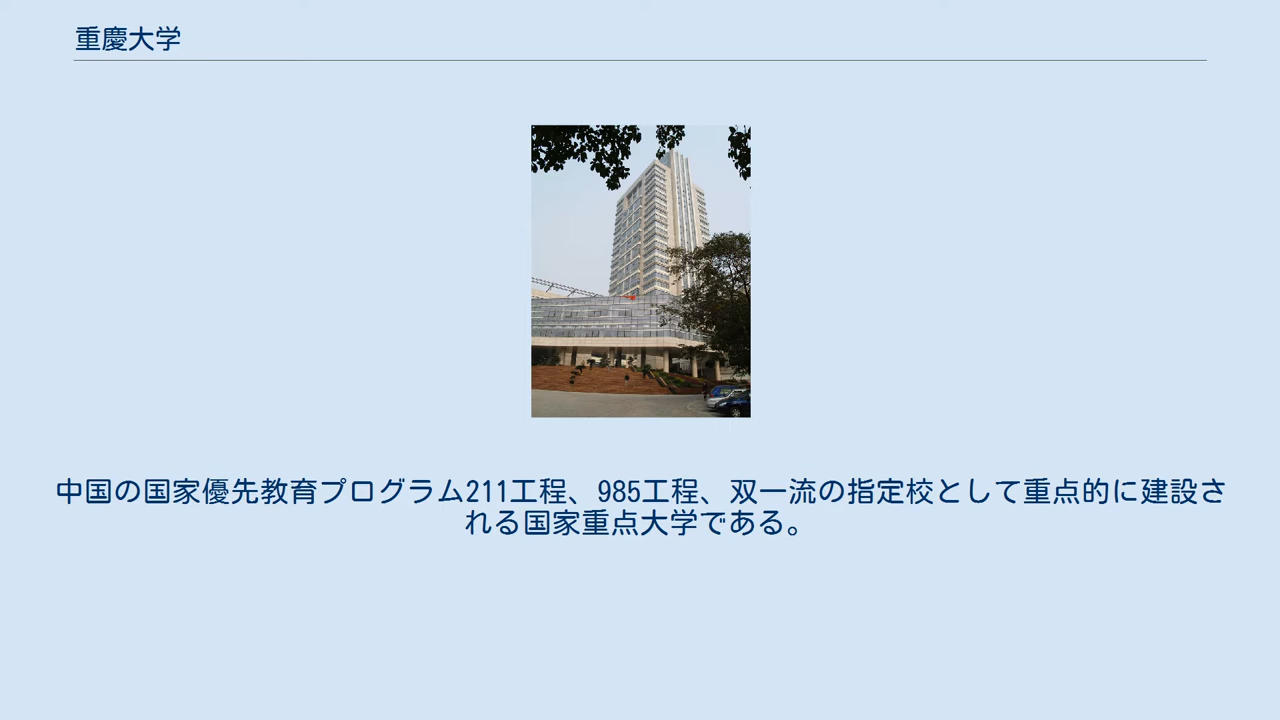 重慶大学
中国の国家優先教育プログラム211工程、985工程、双一流の指定校として重点的に建設さ
れる国家重点大学である。